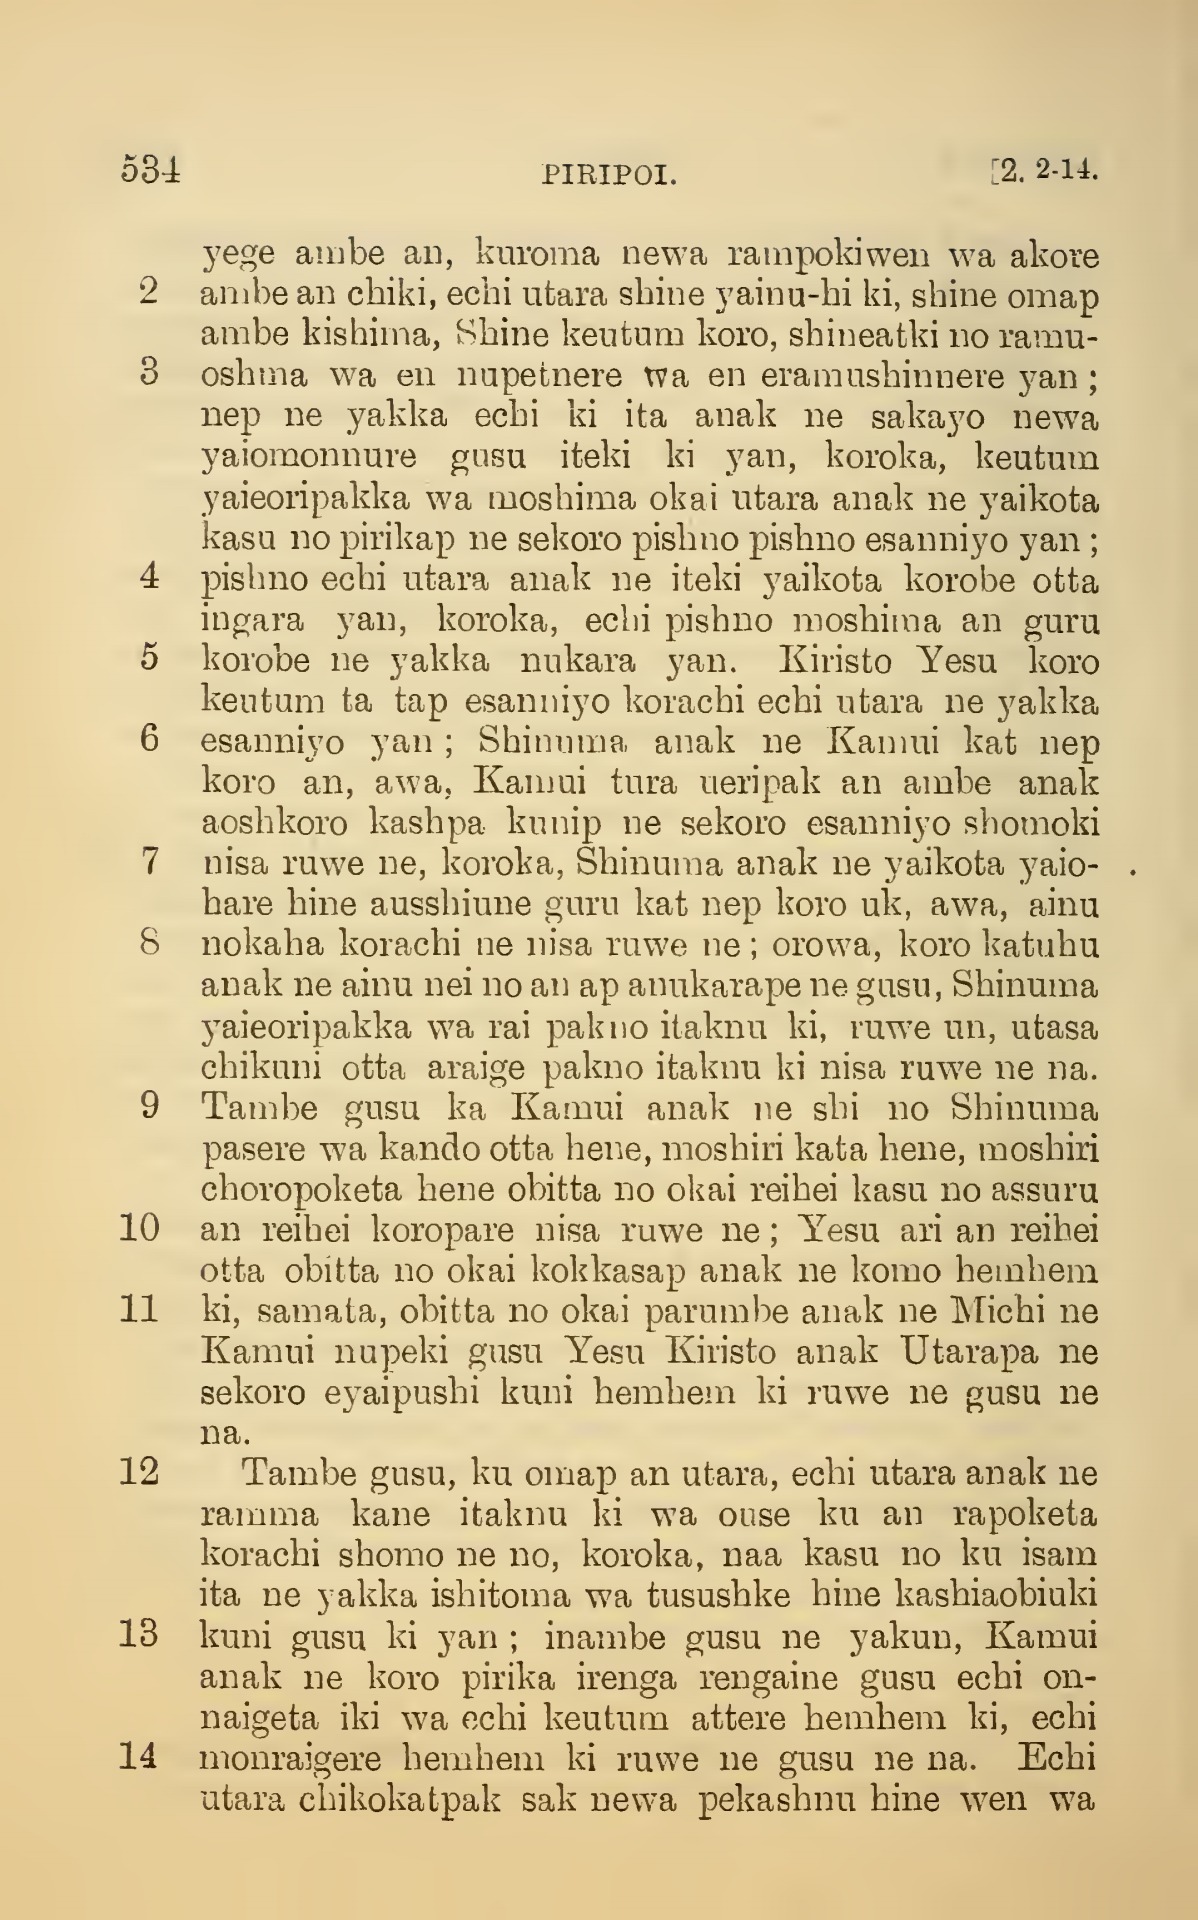 534 PIRIPOI. [2. 2-14.
yege ambe an, kuroma newa rampokiwen wa akore
2 ambe an chiki, echi utara shine yainu-hi ki, shine omap
ambe kishima, Shine keutum koro, shineatki no ramu-
3 oshma wa en nupetnere wa en eramushinnere yan ;
nep ne yakka echi ki ita anak ne sakayo newa
yaiomonnure gusu iteki ki yan, koroka, keutum
yaieoripakka wa moshima okai utara anak ne yaikota
kasu no pirikap ne sekoro pishno pishno esanniyo yan ;
4 pishno echi utara anak ne iteki yaikota korobe otta
ingara yan, koroka, echi pishno moshima an guru
5 korobe ne yakka nukara yan. Kiristo Yesu koro
keutum ta tap esanniyo korachi echi utara ne yakka
6 esanniyo yan ; Shinuma anak ne Kamui kat nep
koro an, awa, Kamui tura ueripak an ambe anak
aoshkoro kashpa kunip ne sekoro esanniyo shomoki
7 nisa ruwe ne, koroka, Shinuma anak ne yaikota yaio-
hare hine ausshiune guru kat nep koro uk, awa, ainu
8 nokaha korachi ne nisa ruwe ne ; orowa, koro katuhu
anak ne ainu nei no an ap anukarape ne gusu, Shinuma
yaieoripakka wa rai pakno itaknu ki, ruwe un, utasa
chikuni otta araige pakno itaknu ki nisa ruwe ne na.
9 Tambe gusu ka Kamui anak ne shi no Shinuma
pasere wa kando otta hene, moshiri kata hene, moshiri
choropoketa hene obitta no okai reihei kasu no assuru
10 an reihei koropare nisa ruwe ne ; Yesu ari an reihei
otta obitta no okai kokkasap anak ne komo hemhem
11 ki, samata, obitta no okai parumbe anak ne Michi ne
Kamui nupeki gusu Yesu Kiristo anak Utarapa ne
sekoro eyaipushi kuni hemhem ki ruwe ne gusu ne
na.
12 Tambe gusu, ku omap an utara, echi utara anak ne
ramma kane itaknu ki wa ouse ku an rapoketa
korachi shomo ne no, koroka, naa kasu no ku isam
ita ne yakka ishitoma wa tusushke hine kashiaobiuki
13 kuni gusu ki yan ; inambe gusu ne yakun, Kamui
anak ne koro pirika irenga rengaine gusu echi on-
naigeta iki wa echi keutum attere hemhem ki, echi
14 monraigere hemhem ki ruwe ne gusu ne na. Echi
utara chikokatpak sak newa pekashnu hine wen wa